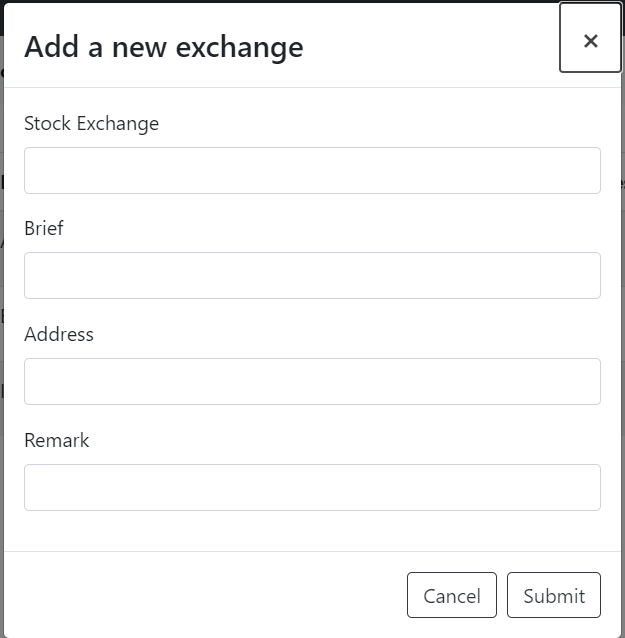 Add a new exchange
×
Stock Exchange
Brief
Address
Remark
Cancel
Submit